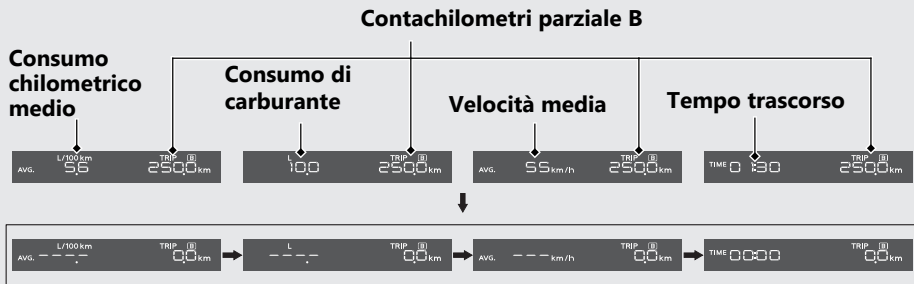 Contachilometri parziale B
Consumo
chilometrico
medio
Consumo di
carburante
Velocità media
Tempo trascorso
AVG. 5.6 L/100 km TRIP B 250.0 km
L 10.0 TRIP B 250.0 km
AVG. 55 km/h TRIP B 250.0 km
TIME 01:30 TRIP B 250.0 km
AVG. ---.- L/100 km TRIP B 0.0 km
L ---.- TRIP B 0.0 km
AVG. --- km/h TRIP B 0.0 km
TIME 00:00 TRIP B 0.0 km